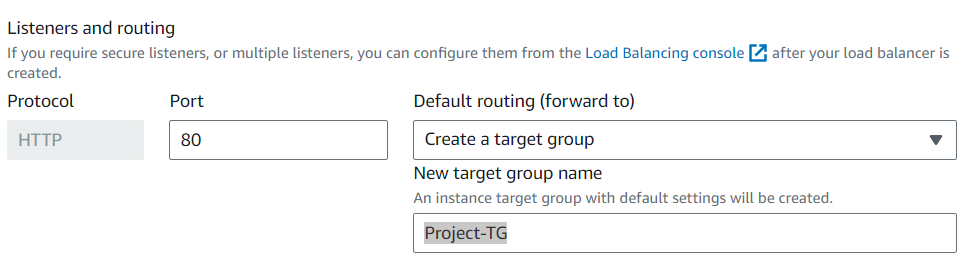 Listeners and routing
If you require secure listeners, or multiple listeners, you can configure them from the Load Balancing console after your load balancer is
created.
Protocol Port Default routing (forward to)
HTTP 80 Create a target group
New target group name
An instance target group with default settings will be created.
Project-TG